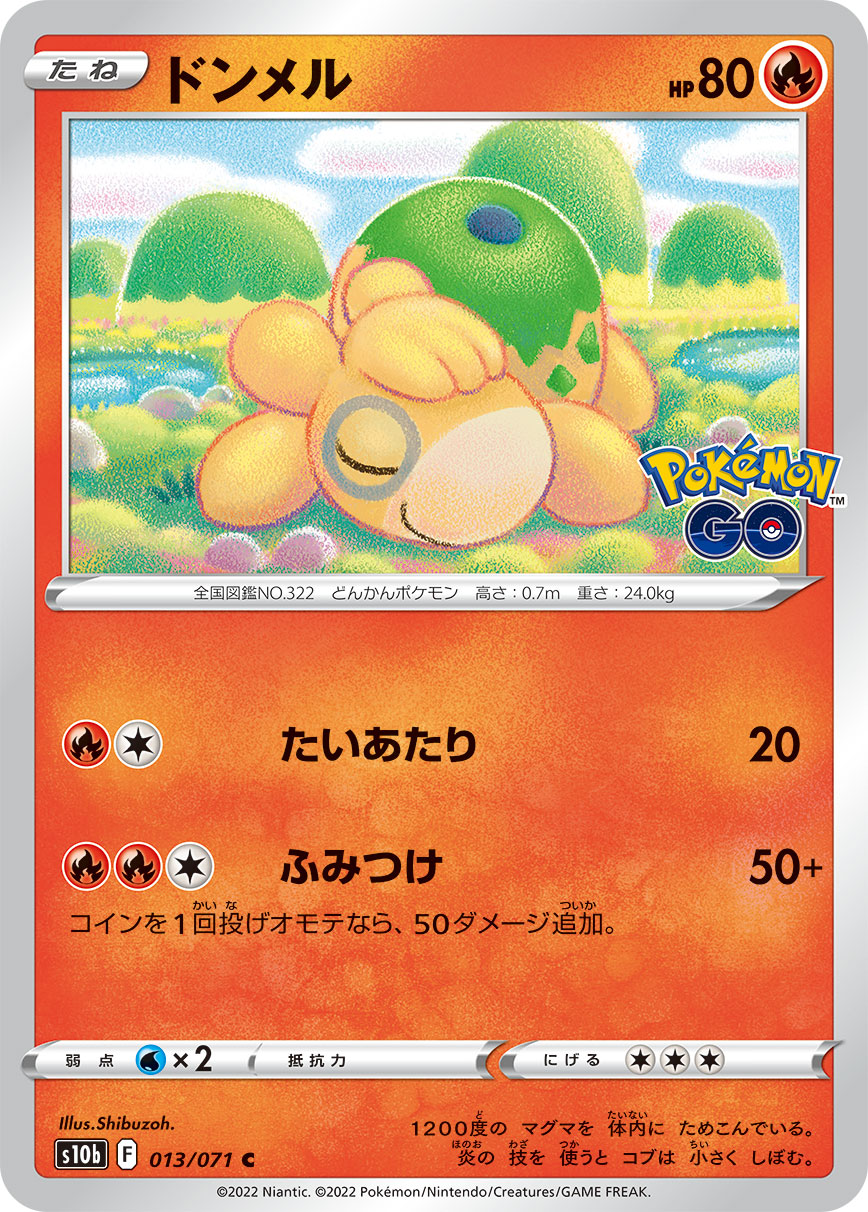 たね ドンメル HP80
POKéMON TM
GO
全国図鑑NO.322 どんかんポケモン 高さ:0.7m 重さ:24.0kg
たいあたり 20
ふみつけ 50+
コインを1回投げオモテなら、50ダメージ追加。
弱点 ×2 抵抗力 にげる
Illus.Shibuzoh.
1200度の マグマを 体内に ためこんでいる。
炎の 技を 使うと コブは 小さく しぼむ。
s10b F 013/071 C
©2022 Niantic. ©2022 Pokémon/Nintendo/Creatures/GAME FREAK.